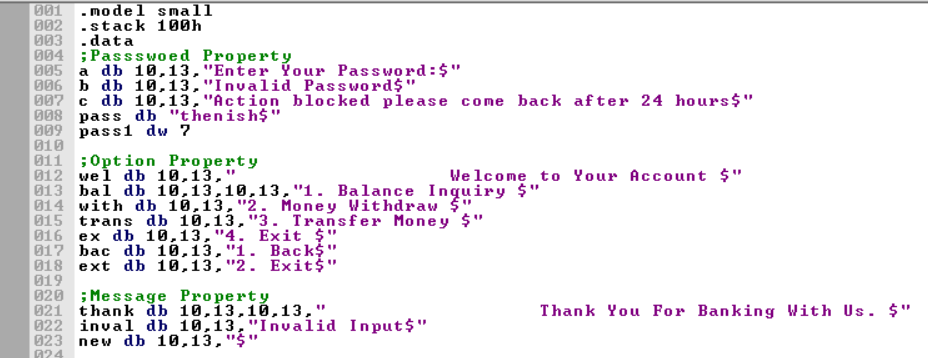 001 .model small
002 .stack 100h
003 .data
004 ;Passswoed Property
005 a db 10,13,"Enter Your Password:$"
006 b db 10,13,"Invalid Password$"
007 c db 10,13,"Action blocked please come back after 24 hours$"
008 pass db "thenish$"
009 pass1 dw 7
010
011 ;Option Property
012 wel db 10,13,"                        Welcome to Your Account $"
013 bal db 10,13,10,13,"1. Balance Inquiry $"
014 with db 10,13,"2. Money Withdraw $"
015 trans db 10,13,"3. Transfer Money $"
016 ex db 10,13,"4. Exit $"
017 bac db 10,13,"1. Back$"
018 ext db 10,13,"2. Exit$"
019
020 ;Message Property
021 thank db 10,13,10,13,"                        Thank You For Banking With Us. $"
022 inval db 10,13,"Invalid Input$"
023 new db 10,13,"$"
024